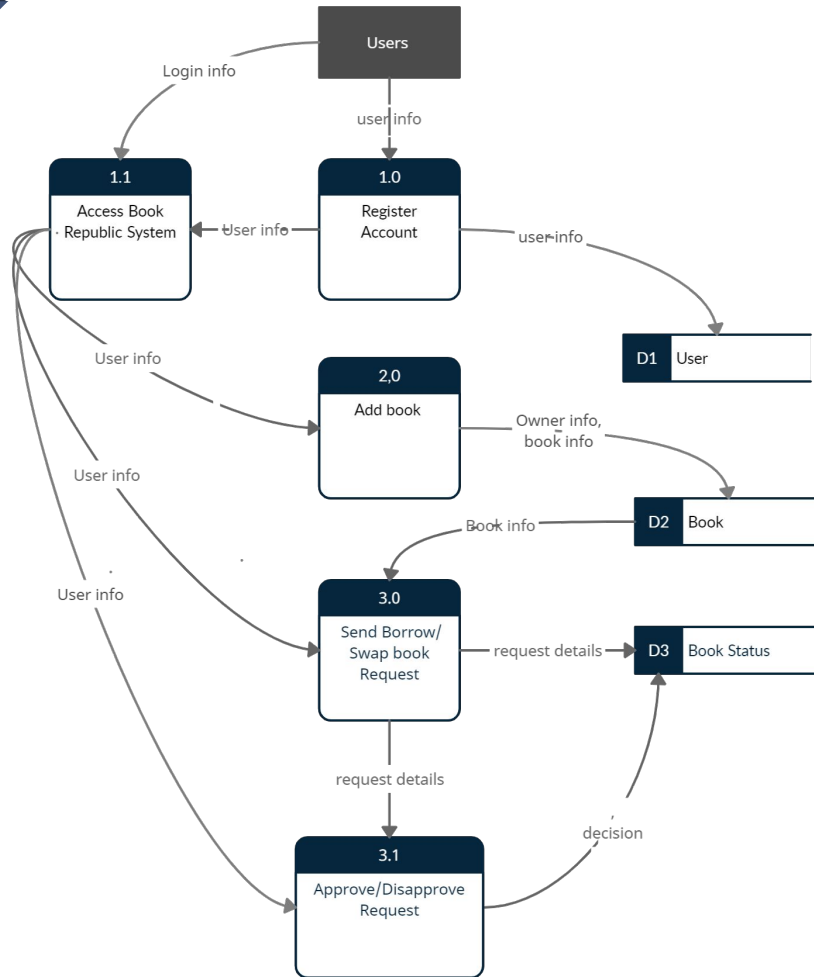 Users
Login info
user info
1.1
Access Book
Republic System
1.0
Register
Account
User info
user info
D1
User
User info
2,0
Add book
Owner info,
book info
User info
D2
Book
Book info
3.0
Send Borrow/
Swap book
Request
User info
request details
D3
Book Status
request details
decision
3.1
Approve/Disapprove
Request